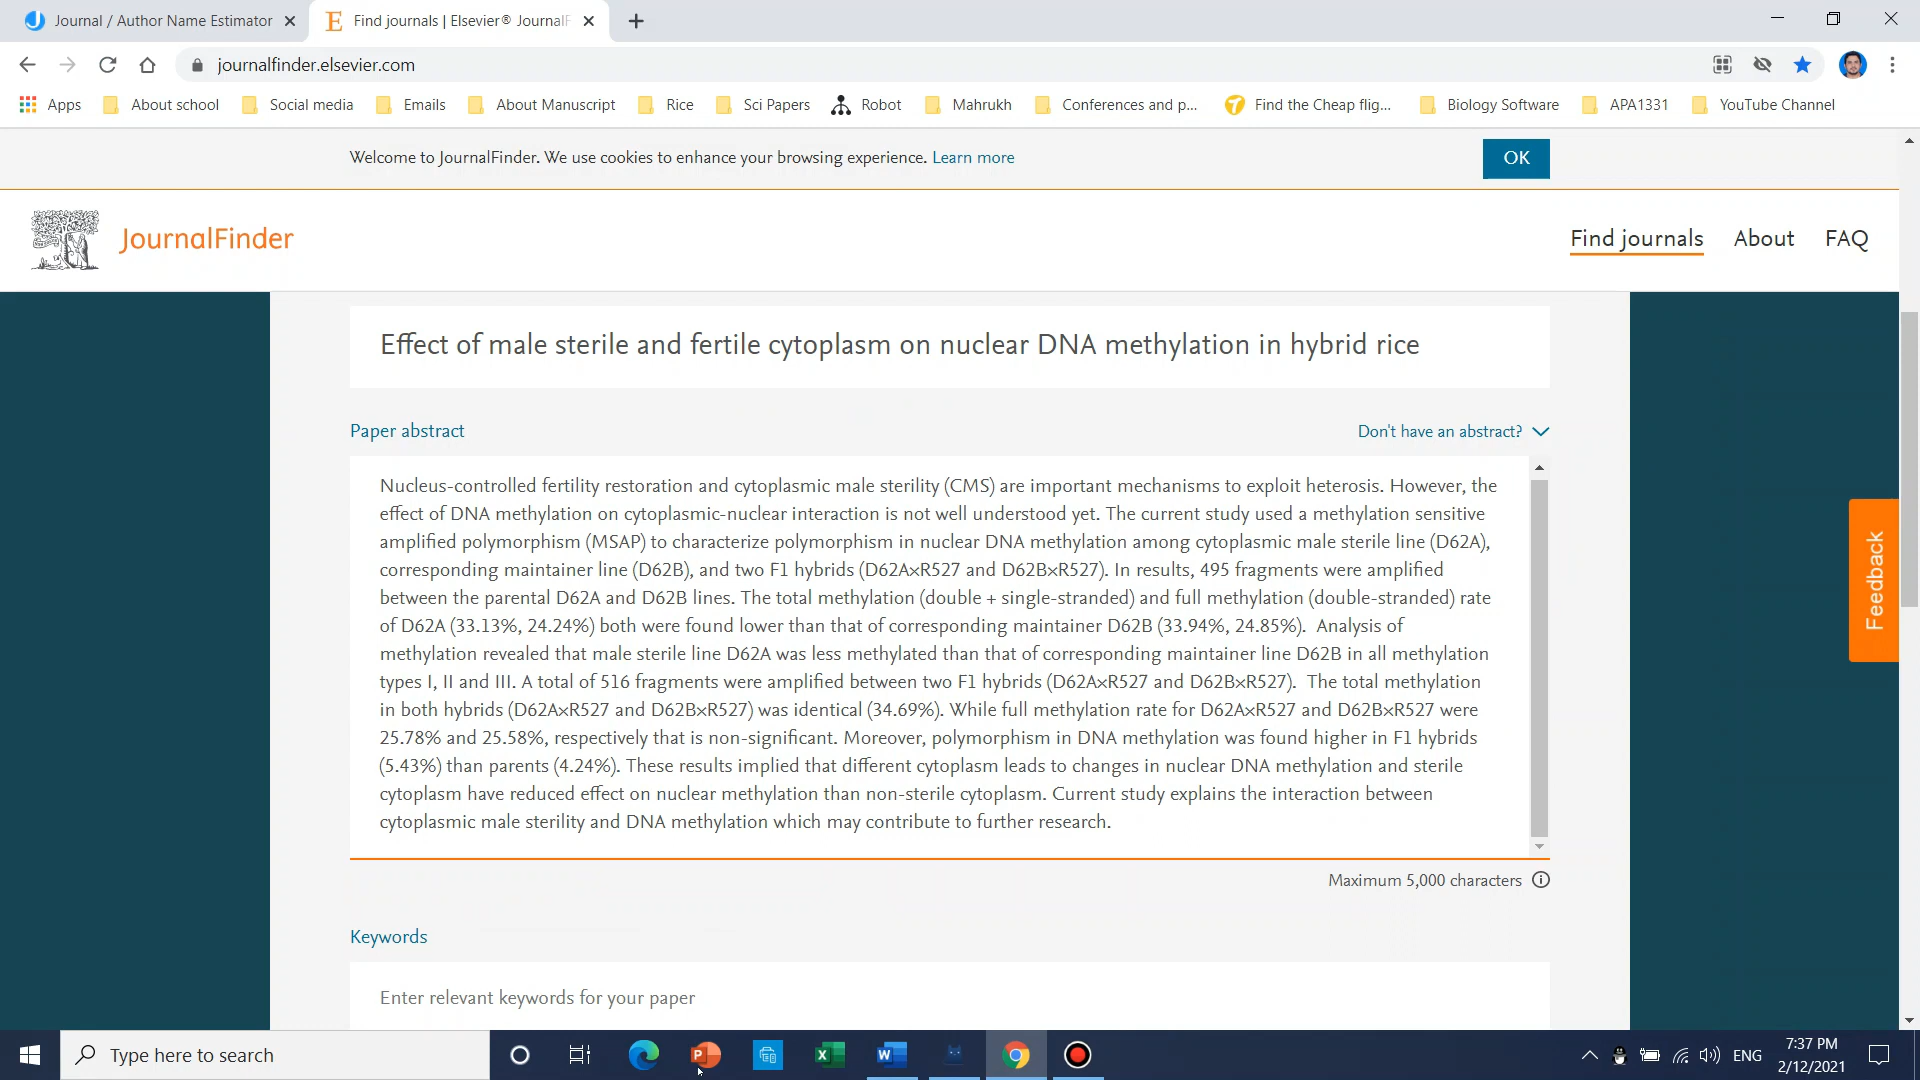 Journal / Author Name Estimator
Find journals | Elsevier® JournalF
journalfinder.elsevier.com
Apps About school Social media Emails About Manuscript Rice Sci Papers Robot Mahrukh Conferences and p... Find the Cheap flig... Biology Software APA1331 YouTube Channel
Welcome to JournalFinder. We use cookies to enhance your browsing experience. Learn more
OK
JournalFinder
Find journals About FAQ
Effect of male sterile and fertile cytoplasm on nuclear DNA methylation in hybrid rice
Paper abstract
Don't have an abstract?
Nucleus-controlled fertility restoration and cytoplasmic male sterility (CMS) are important mechanisms to exploit heterosis. However, the
effect of DNA methylation on cytoplasmic-nuclear interaction is not well understood yet. The current study used a methylation sensitive
amplified polymorphism (MSAP) to characterize polymorphism in nuclear DNA methylation among cytoplasmic male sterile line (D62A),
corresponding maintainer line (D62B), and two F1 hybrids (D62A×R527 and D62B×R527). In results, 495 fragments were amplified
between the parental D62A and D62B lines. The total methylation (double + single-stranded) and full methylation (double-stranded) rate
of D62A (33.13%, 24.24%) both were found lower than that of corresponding maintainer D62B (33.94%, 24.85%).  Analysis of
methylation revealed that male sterile line D62A was less methylated than that of corresponding maintainer line D62B in all methylation
types I, II and III. A total of 516 fragments were amplified between two F1 hybrids (D62A×R527 and D62B×R527).  The total methylation
in both hybrids (D62A×R527 and D62B×R527) was identical (34.69%). While full methylation rate for D62A×R527 and D62B×R527 were
25.78% and 25.58%, respectively that is non-significant. Moreover, polymorphism in DNA methylation was found higher in F1 hybrids
(5.43%) than parents (4.24%). These results implied that different cytoplasm leads to changes in nuclear DNA methylation and sterile
cytoplasm have reduced effect on nuclear methylation than non-sterile cytoplasm. Current study explains the interaction between
cytoplasmic male sterility and DNA methylation which may contribute to further research.
Maximum 5,000 characters
Feedback
Keywords
Enter relevant keywords for your paper
Type here to search
ENG
7:37 PM
2/12/2021